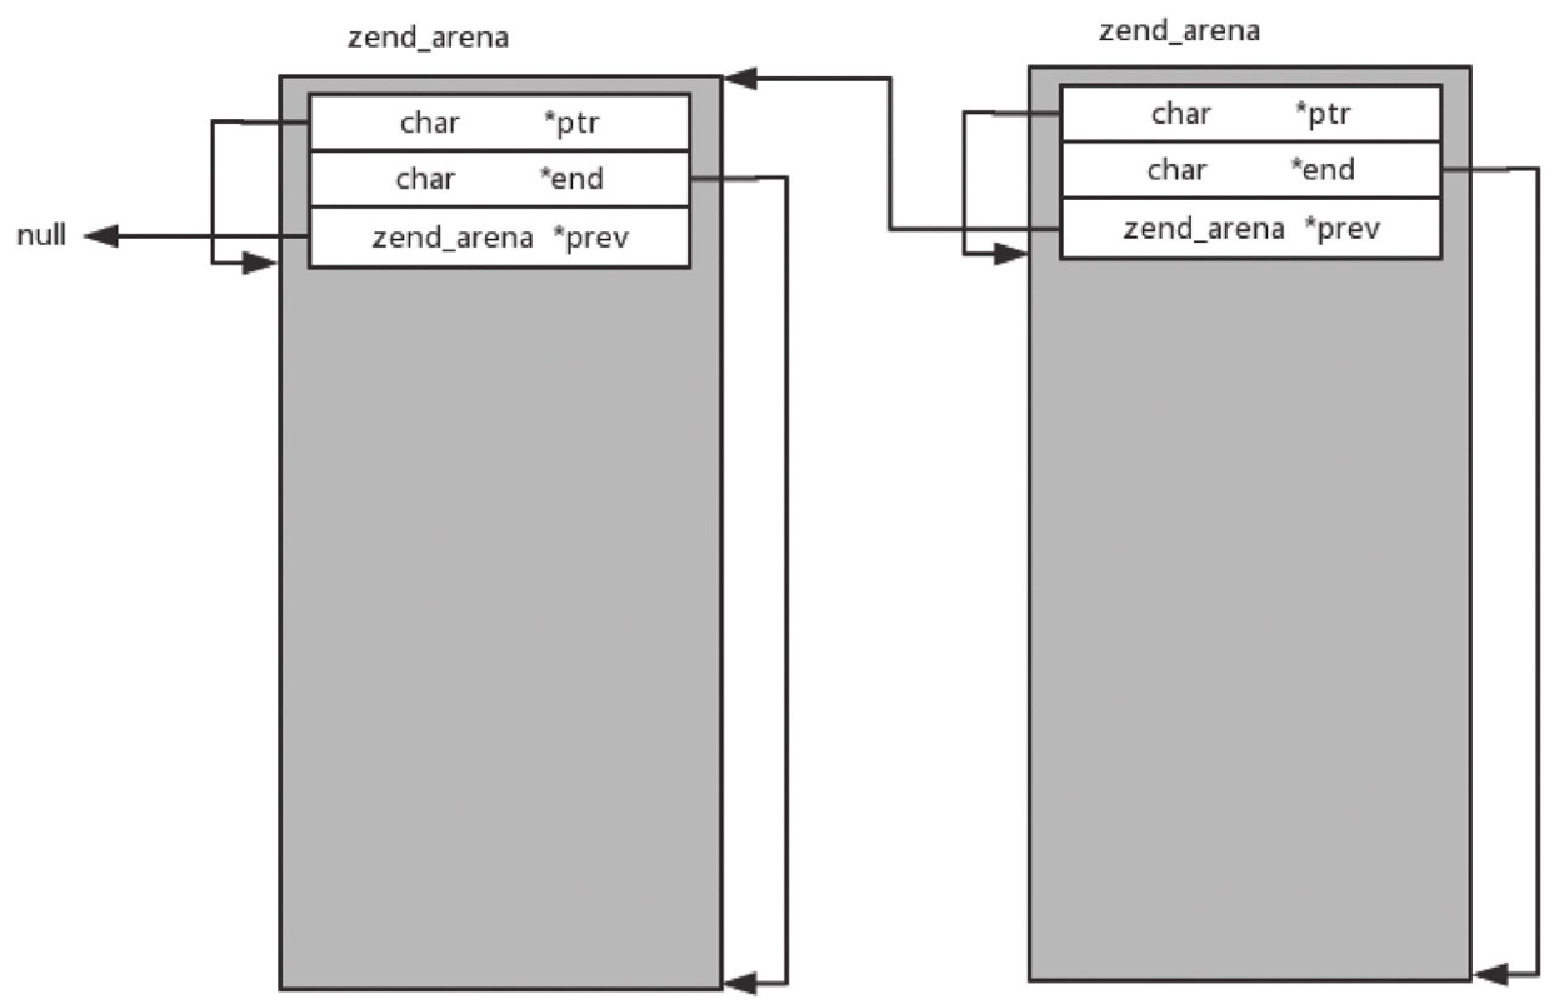 zend_arena
char *ptr
char *end
zend_arena *prev
null
zend_arena
char *ptr
char *end
zend_arena *prev